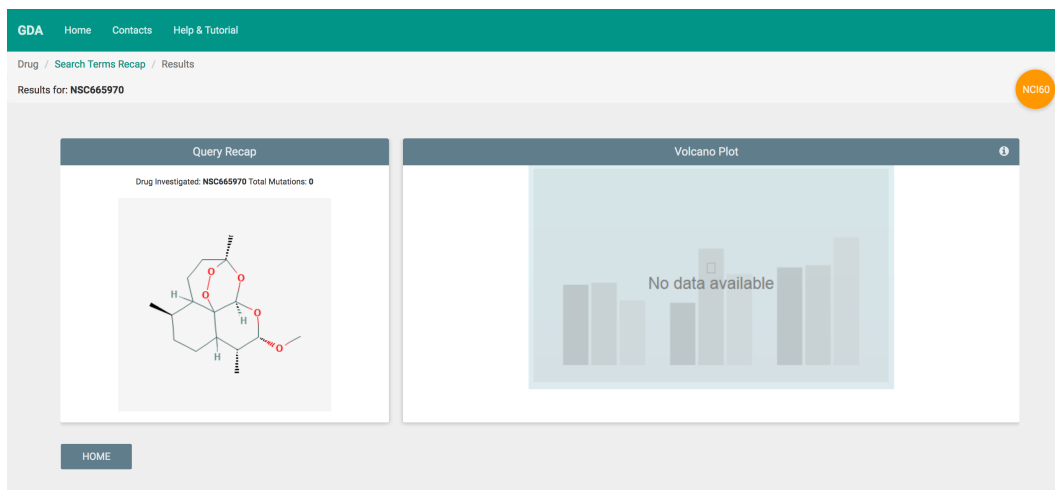 GDA Home Contacts Help & Tutorial
Drug / Search Terms Recap / Results
Results for: NSC665970
NCI60
Query Recap
Drug Investigated: NSC665970 Total Mutations: 0
O
O
O
H
O
O
H
O
H
Volcano Plot
No data available
HOME